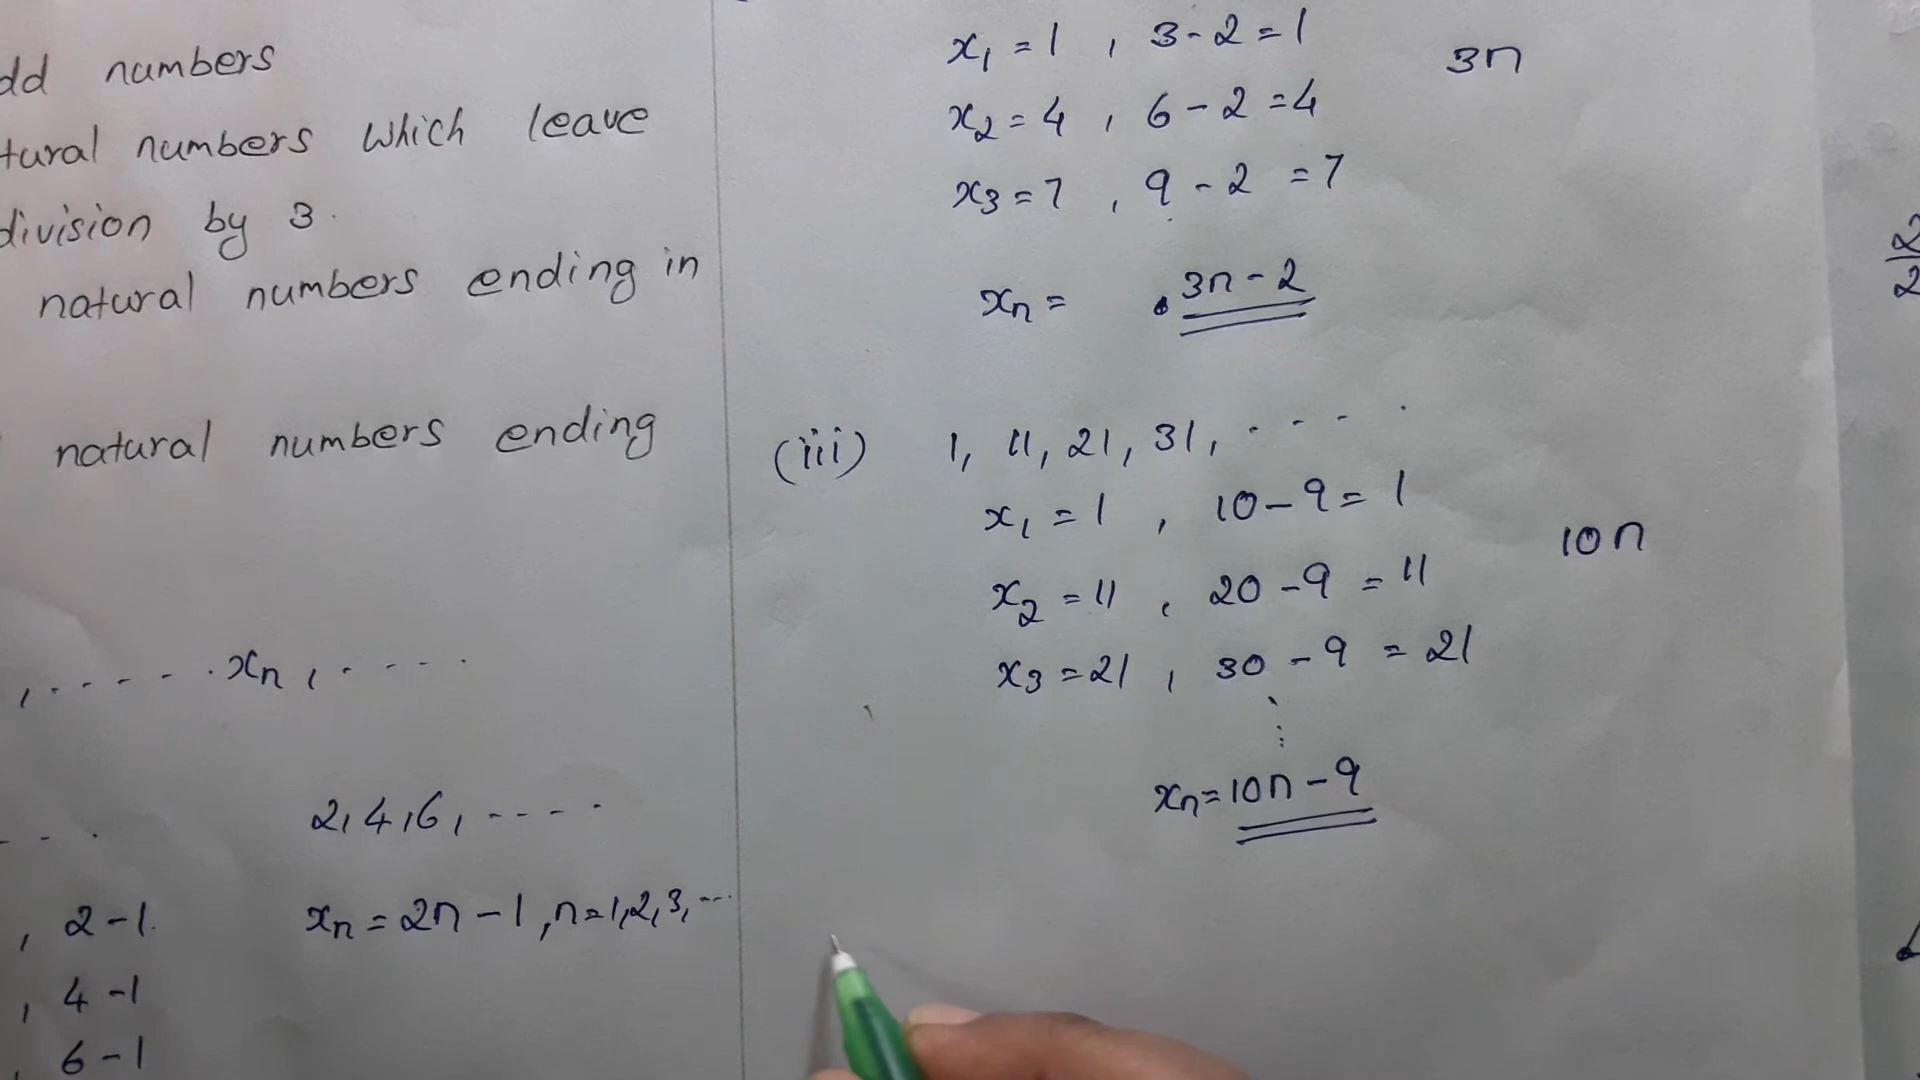 dd numbers
tural numbers which leave
division by 3.
natural numbers ending in
natural numbers ending
, ...... xn, .....
2, 4, 6, ....
, 2-1.
xn = 2n - 1, n=1,2,3, ...
, 4-1
, 6-1
x1 = 1 , 3-2=1
3n
x2 = 4 , 6-2=4
x3 = 7 , 9-2 =7
xn = 3n-2
(iii) 1, 11, 21, 31, ....
x1 = 1 , 10-9= 1
10n
x2 = 11 , 20-9 = 11
x3 = 21 , 30-9 = 21
xn=10n-9
2
2